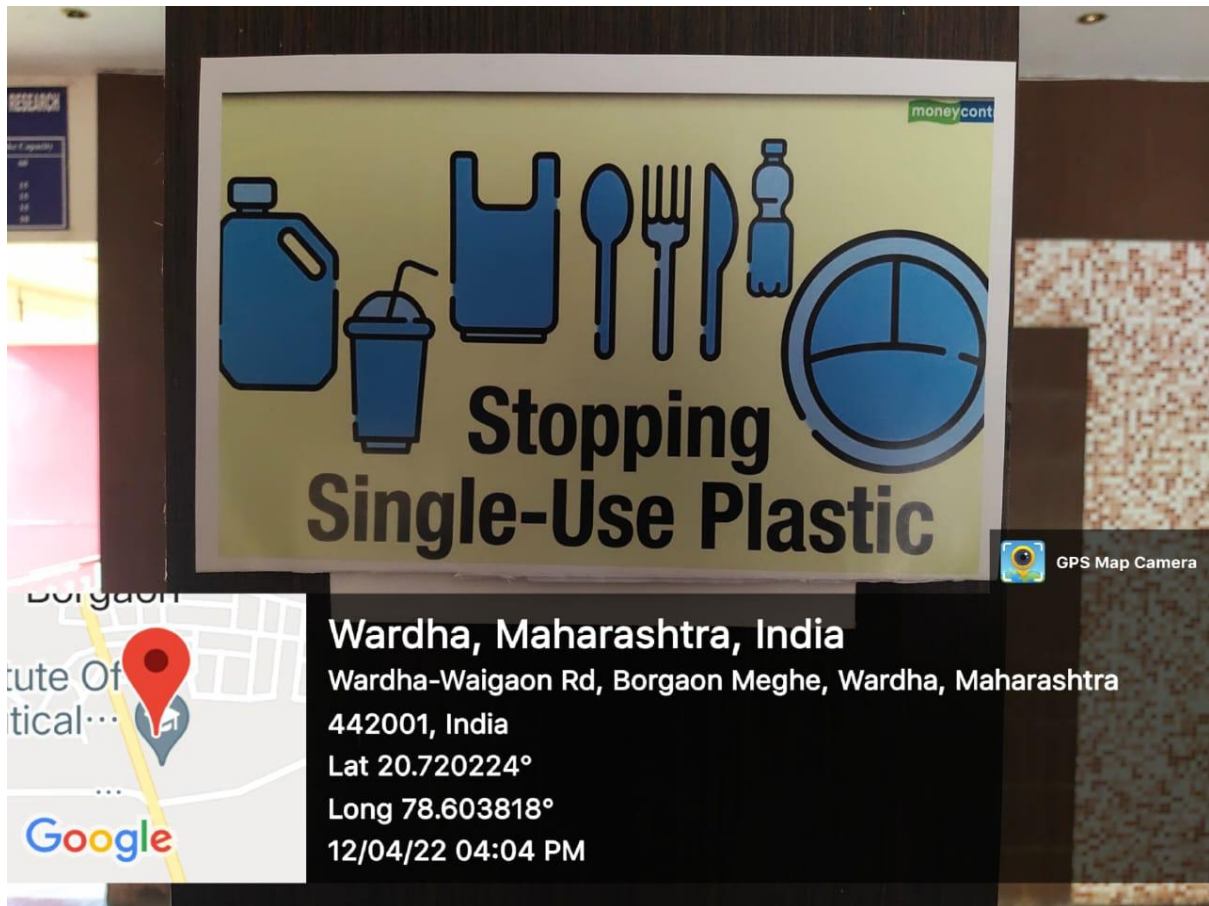 RESEARCH
moneycont
Stopping
Single-Use Plastic
GPS Map Camera
Borgaon
tute Of
tical...
...
Google
Wardha, Maharashtra, India
Wardha-Waigaon Rd, Borgaon Meghe, Wardha, Maharashtra
442001, India
Lat 20.720224°
Long 78.603818°
12/04/22 04:04 PM